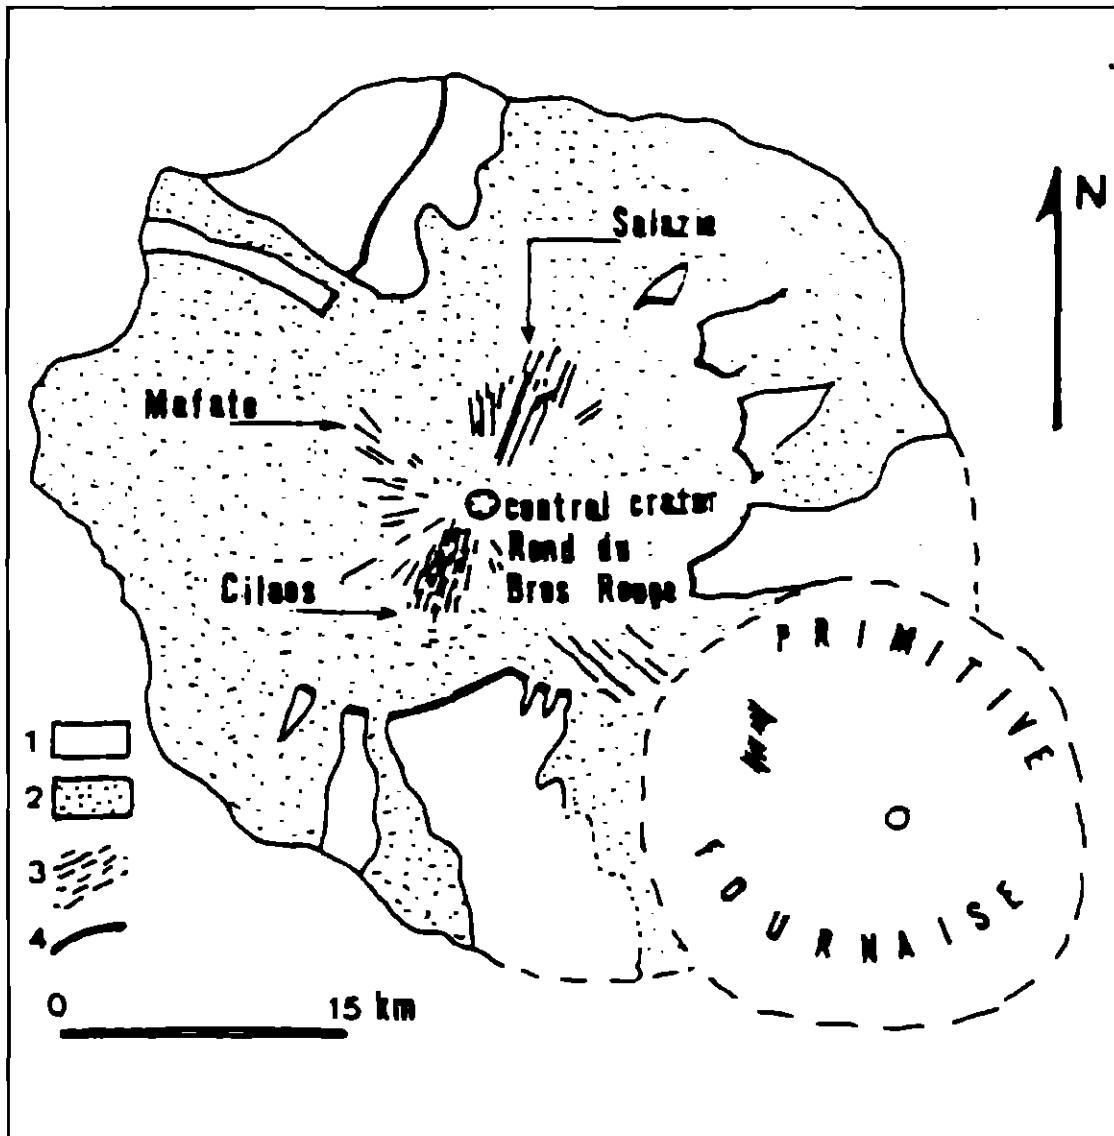 N
Salazie
Mafate
central crater
Rond du
Bras Rouge
Cilaos
PRIMITIVE
FOURNAISE
1
2
3
4
0 15 km